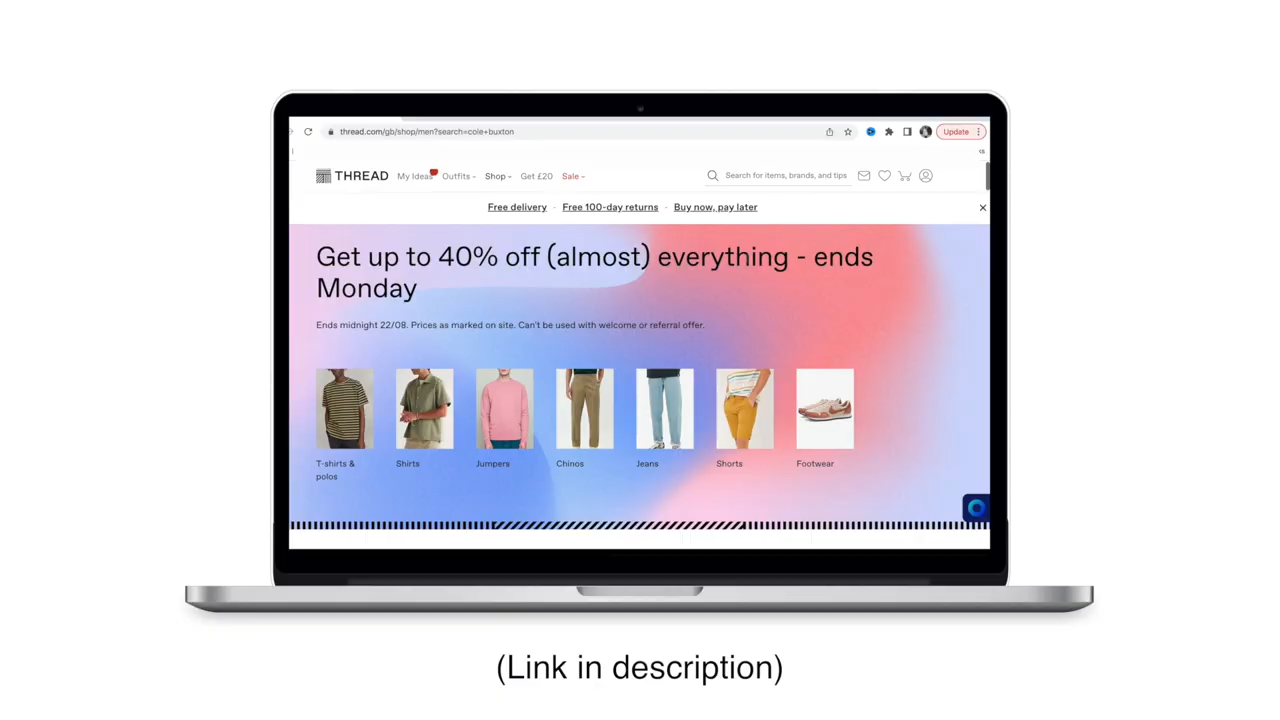 thread.com/gb/shop/men?search=cole+buxton
Update
THREAD
My Ideas
Outfits
Shop
Get £20
Sale
Search for items, brands, and tips
Free delivery - Free 100-day returns - Buy now, pay later
Get up to 40% off (almost) everything - ends
Monday
Ends midnight 22/08. Prices as marked on site. Can't be used with welcome or referral offer.
T-shirts &
polos
Shirts
Jumpers
Chinos
Jeans
Shorts
Footwear
(Link in description)